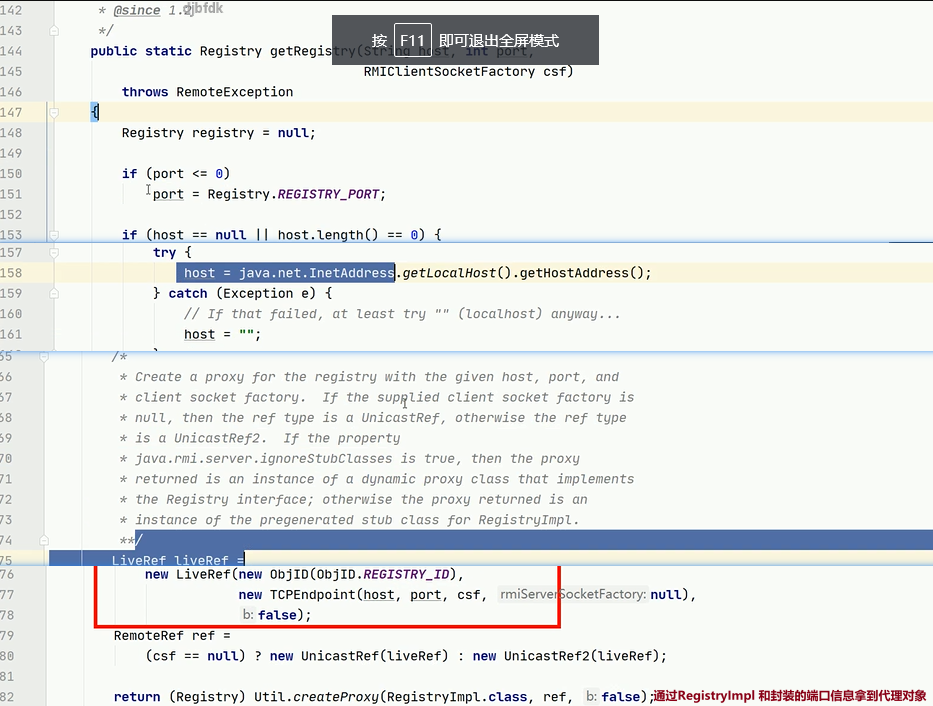 142 * @since 1.2 djbfdk
143 */
按 F11 即可退出全屏模式
144 public static Registry getRegistry(String host, int port,
RMIClientSocketFactory csf)
146 throws RemoteException
147 {
148 Registry registry = null;
149
150 if (port <= 0)
151 port = Registry.REGISTRY_PORT;
152
153 if (host == null || host.length() == 0) {
157 try {
158 host = java.net.InetAddress.getLocalHost().getHostAddress();
159 } catch (Exception e) {
160 // If that failed, at least try "" (localhost) anyway...
161 host = "";
65 /*
66 * Create a proxy for the registry with the given host, port, and
67 * client socket factory.  If the supplied client socket factory is
68 * null, then the ref type is a UnicastRef, otherwise the ref type
69 * is a UnicastRef2.  If the property
70 * java.rmi.server.ignoreStubClasses is true, then the proxy
71 * returned is an instance of a dynamic proxy class that implements
72 * the Registry interface; otherwise the proxy returned is an
73 * instance of the pregenerated stub class for RegistryImpl.
74 **/
75 LiveRef liveRef =
76 new LiveRef(new ObjID(ObjID.REGISTRY_ID),
77 new TCPEndpoint(host, port, csf, rmiServerSocketFactory: null),
78 b: false);
79 RemoteRef ref =
80 (csf == null) ? new UnicastRef(liveRef) : new UnicastRef2(liveRef);
81
82 return (Registry) Util.createProxy(RegistryImpl.class, ref, b: false);通过RegistryImpl 和封装的端口信息拿到代理对象